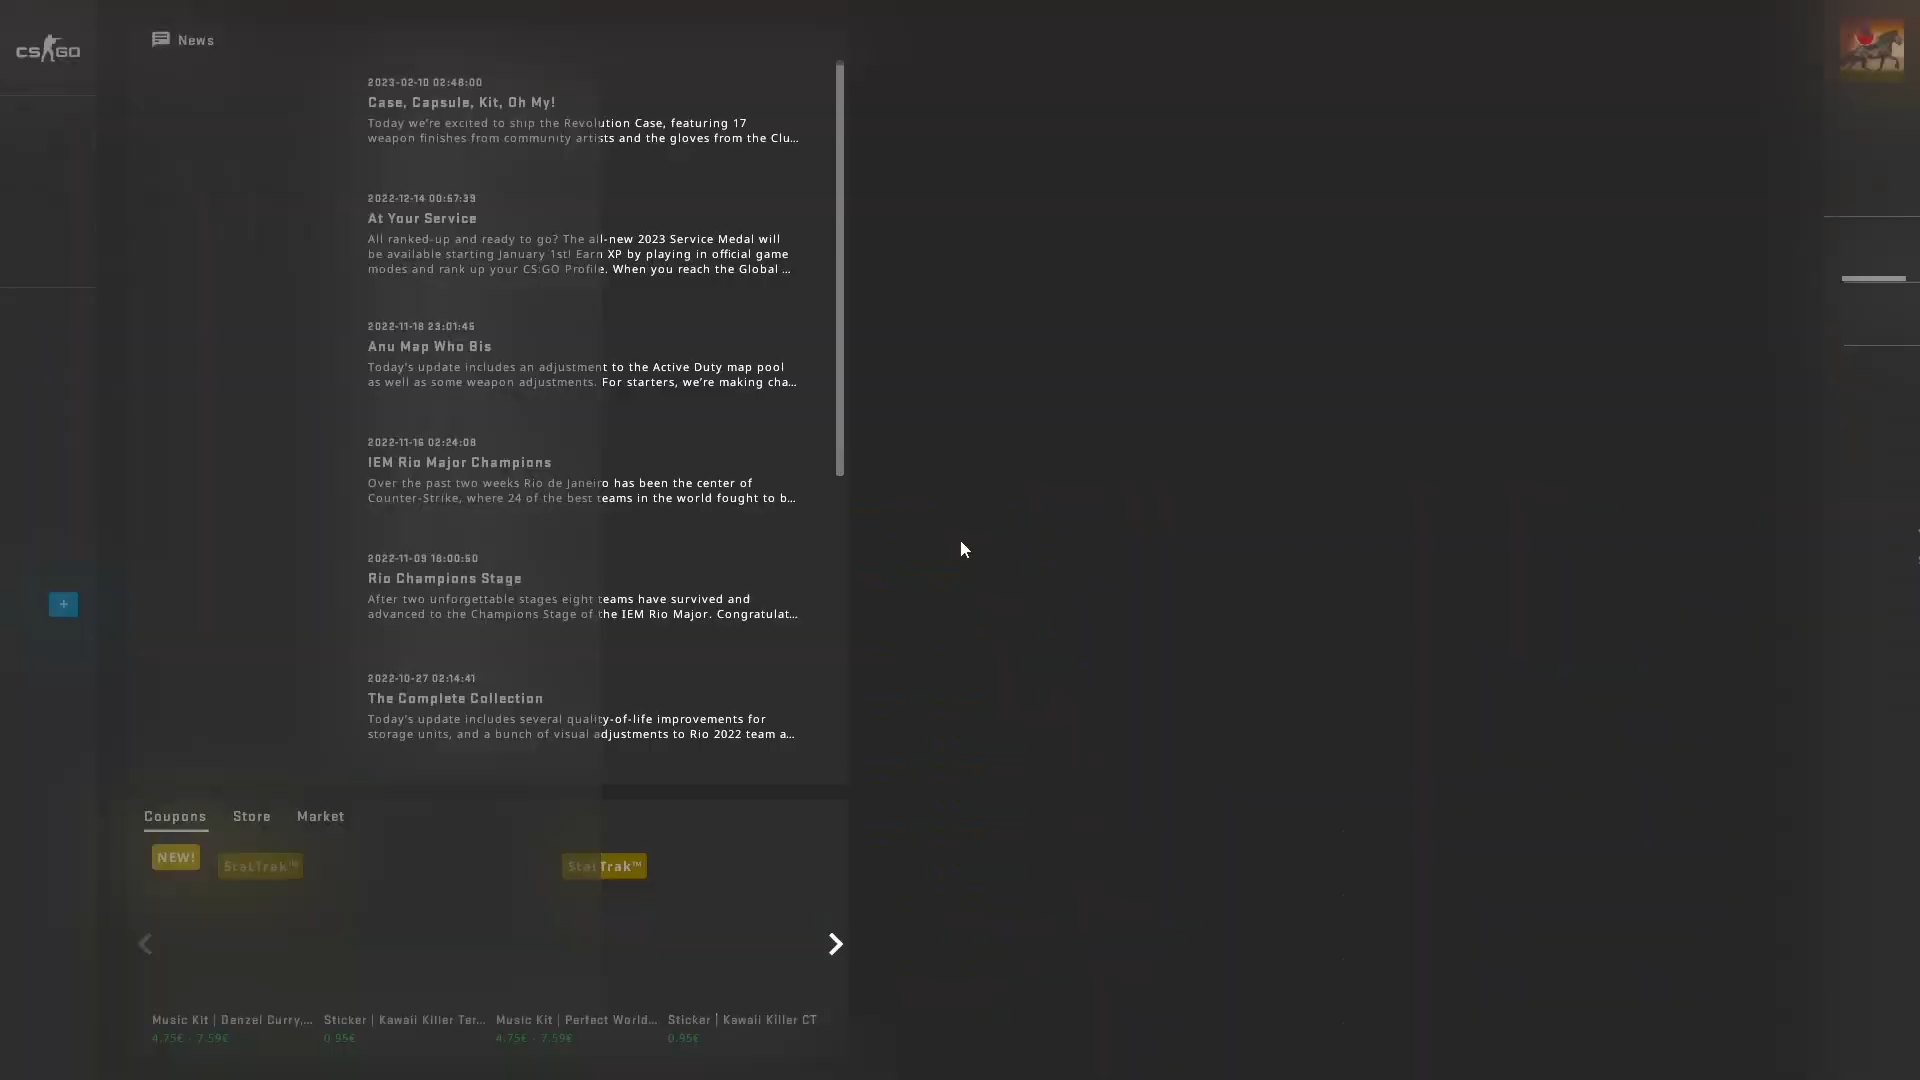 CS GO
News
2023-02-10 02:48:00
Case, Capsule, Kit, Oh My!
Today we're excited to ship the Revolution Case, featuring 17
weapon finishes from community artists and the gloves from the Clu...
2022-12-14 00:57:39
At Your Service
All ranked-up and ready to go? The all-new 2023 Service Medal will
be available starting January 1st! Earn XP by playing in official game
modes and rank up your CS:GO Profile. When you reach the Global ...
2022-11-18 23:01:45
Anu Map Who Bis
Today's update includes an adjustment to the Active Duty map pool
as well as some weapon adjustments. For starters, we're making cha...
2022-11-16 02:24:08
IEM Rio Major Champions
Over the past two weeks Rio de Janeiro has been the center of
Counter-Strike, where 24 of the best teams in the world fought to b...
2022-11-09 18:00:50
Rio Champions Stage
After two unforgettable stages eight teams have survived and
advanced to the Champions Stage of the IEM Rio Major. Congratulat...
2022-10-27 02:14:41
The Complete Collection
Today's update includes several quality-of-life improvements for
storage units, and a bunch of visual adjustments to Rio 2022 team a...
Coupons Store Market
NEW! StatTrak™ StatTrak™
Music Kit | Denzel Curry,... Sticker | Kawaii Killer Ter... Music Kit | Perfect World... Sticker | Kawaii Killer CT
4.75€ - 7.59€ 0.95€ 4.75€ - 7.59€ 0.95€